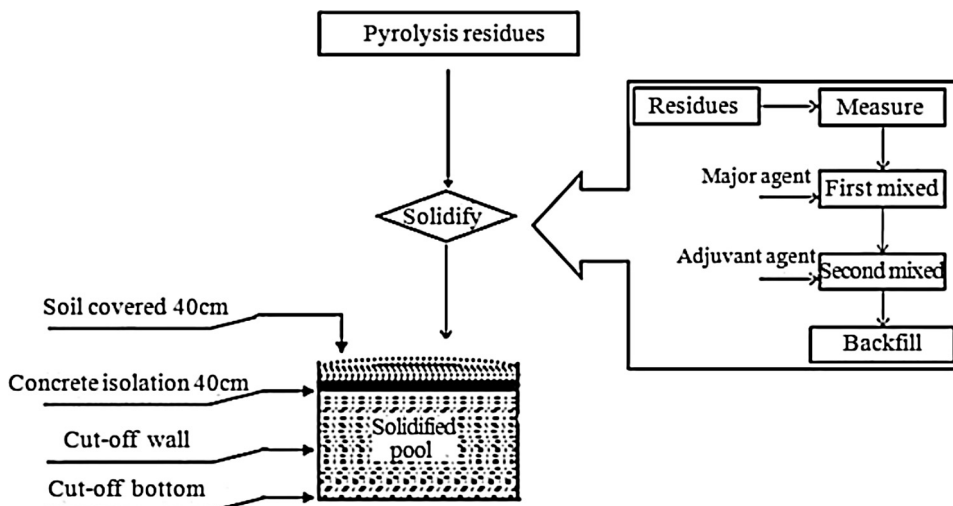 Pyrolysis residues
Residues
Measure
Major agent
First mixed
Solidify
Adjuvant agent
Second mixed
Backfill
Soil covered 40cm
Concrete isolation 40cm
Cut-off wall
Cut-off bottom
Solidified
pool